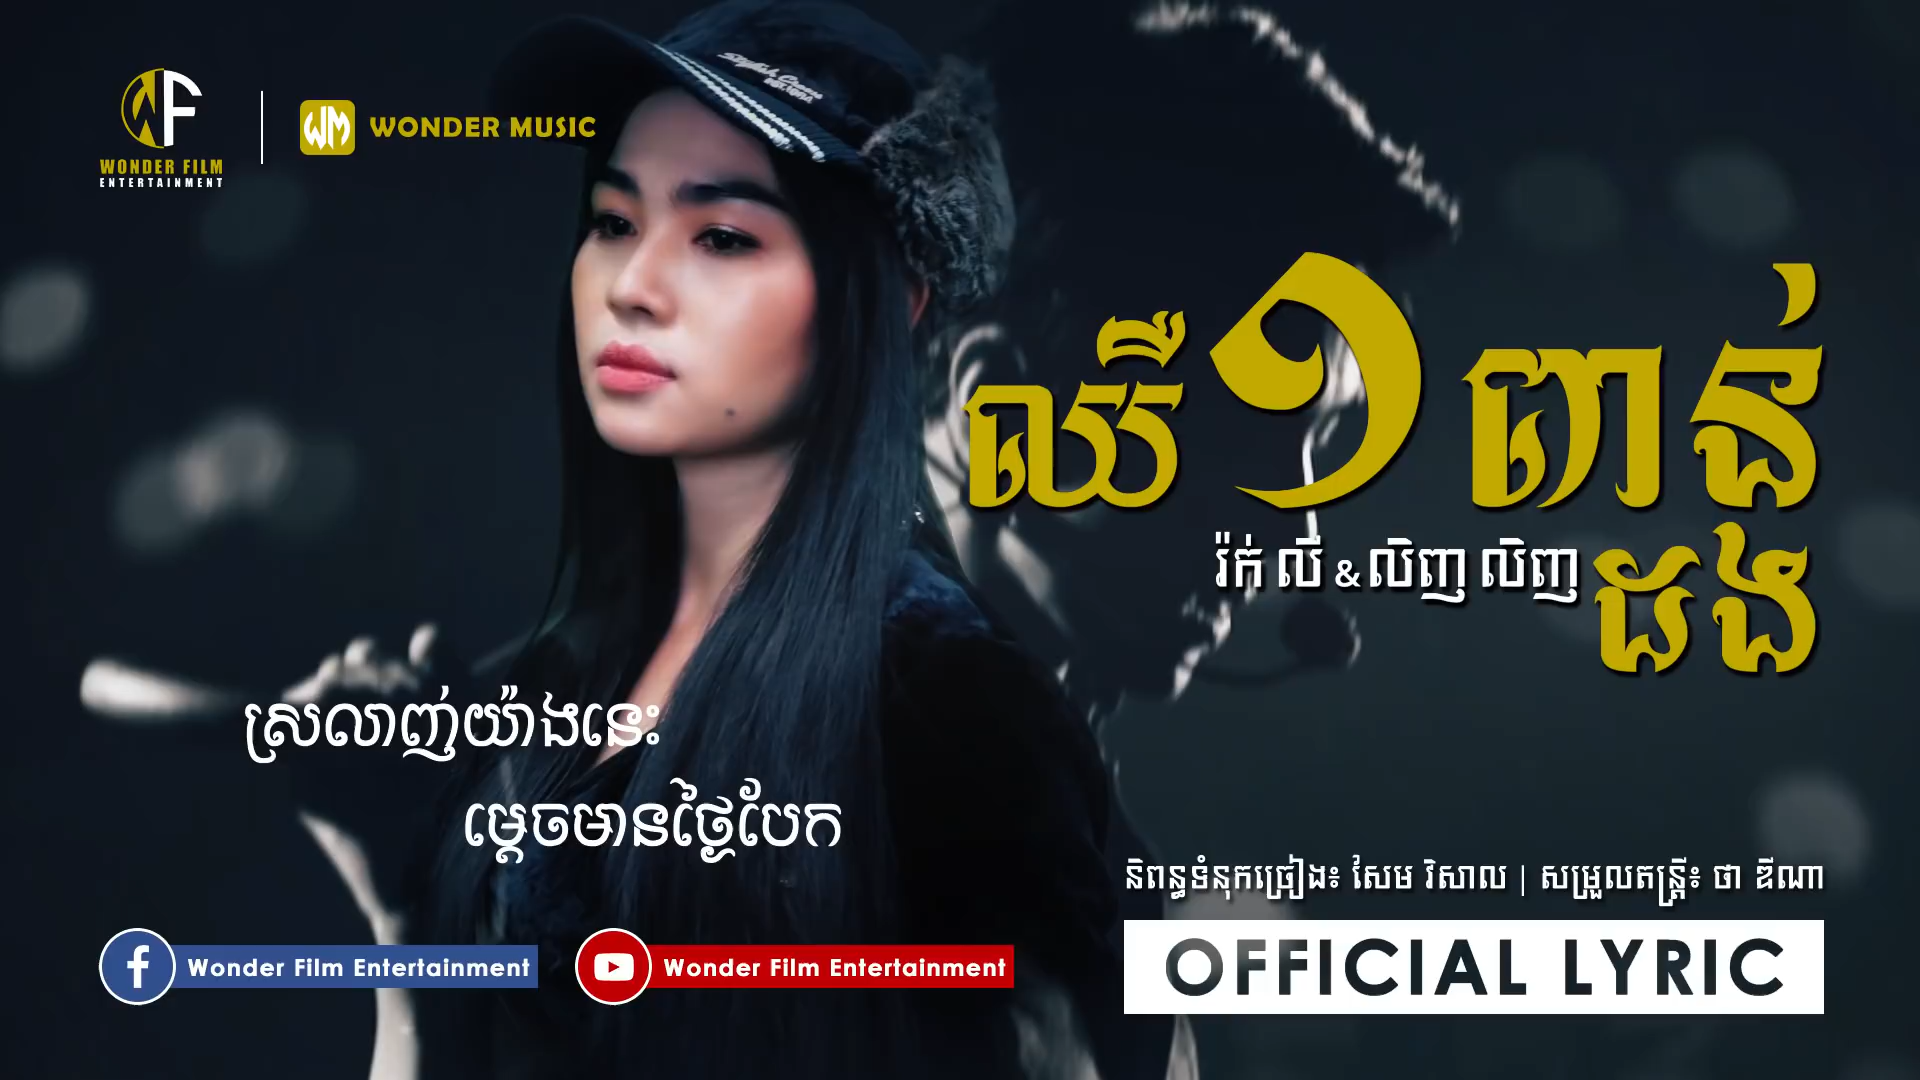 WF
WONDER FILM
ENTERTAINMENT
WM WONDER MUSIC
ឈឺ ១ ពាន់
ដង
រ៉ក់ លី & លិញ លិញ
ស្រលាញ់យ៉ាងនេះ
ម្តេចមានថ្ងៃបែក
និពន្ធទំនុកច្រៀង៖ សែម វិសាល | សម្រួលតន្ត្រី៖ ថា ឌីណា
OFFICIAL LYRIC
Wonder Film Entertainment
Wonder Film Entertainment